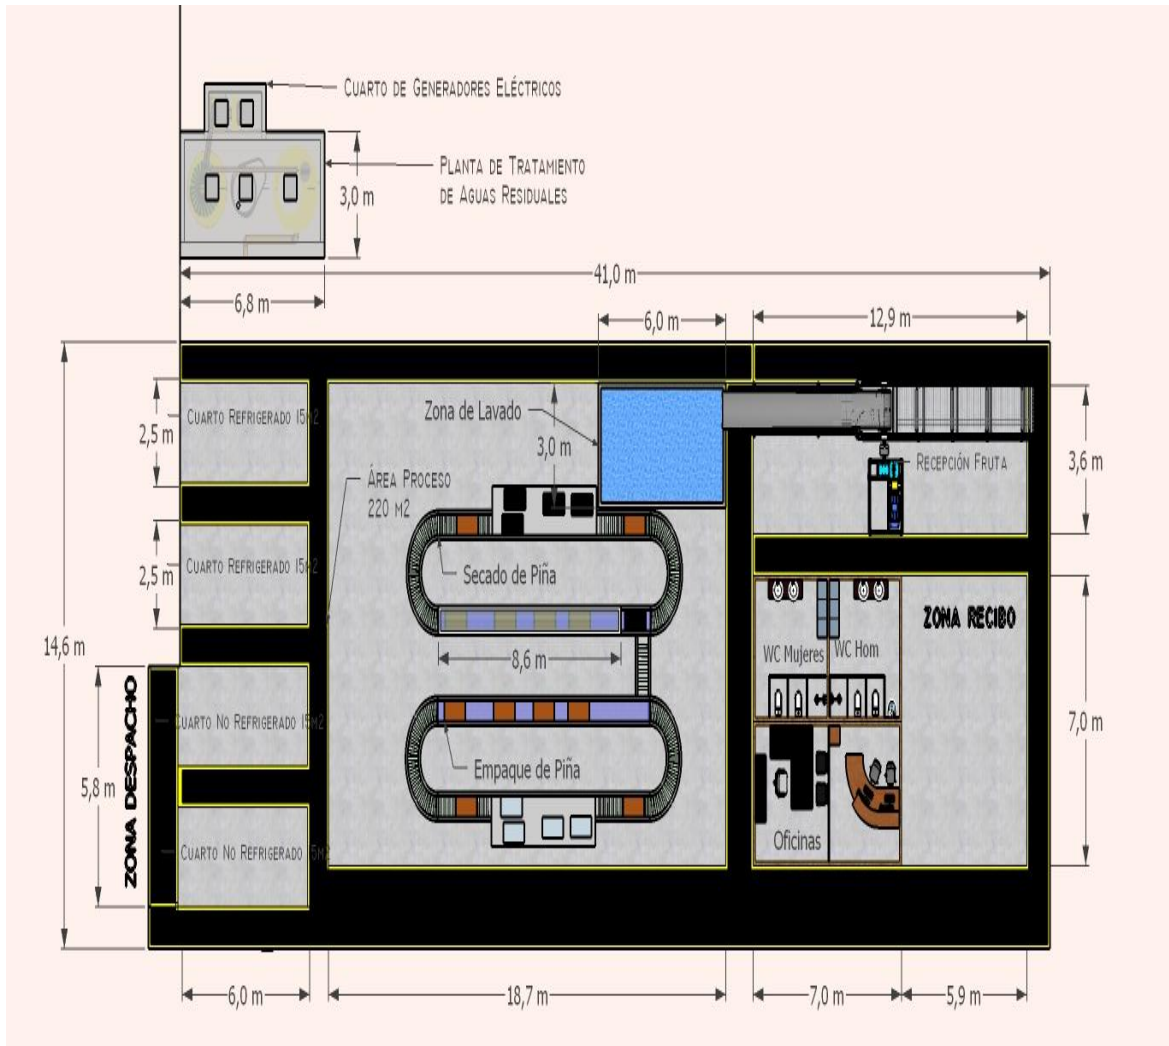 CUARTO DE GENERADORES ELÉCTRICOS
PLANTA DE TRATAMIENTO
DE AGUAS RESIDUALES
3,0 m
41,0 m
6,8 m
6,0 m
12,9 m
CUARTO REFRIGERADO 15m2
2,5 m
Zona de Lavado
3,0 m
ÁREA PROCESO
220 M2
RECEPCIÓN FRUTA
3,6 m
CUARTO REFRIGERADO 15m2
2,5 m
Secado de Piña
8,6 m
14,6 m
ZONA RECIBO
WC Mujeres
WC Hom
7,0 m
ZONA DESPACHO
5,8 m
CUARTO NO REFRIGERADO 15M2
Empaque de Piña
CUARTO NO REFRIGERADO 15M2
Oficinas
6,0 m
18,7 m
7,0 m
5,9 m